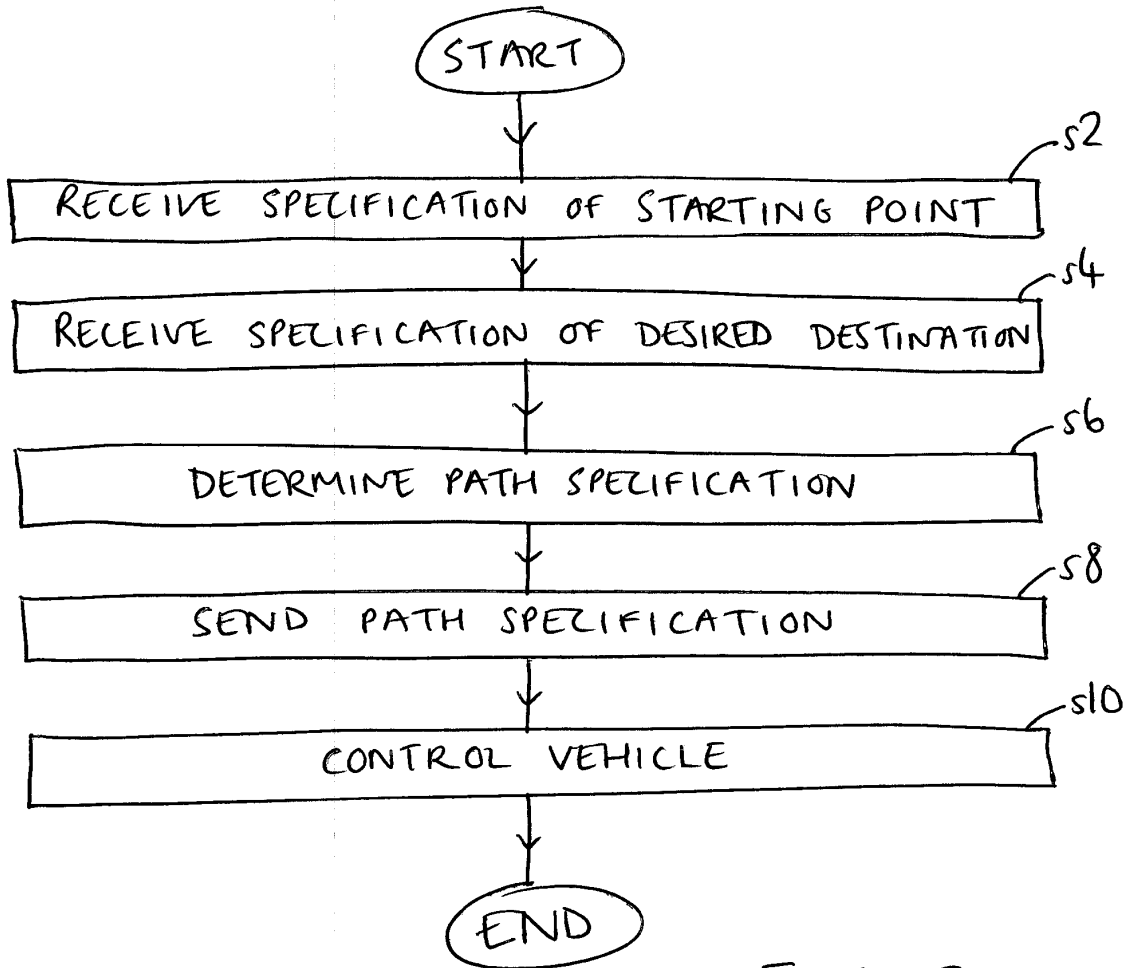 START
s2
RECEIVE SPECIFICATION OF STARTING POINT
s4
RECEIVE SPECIFICATION OF DESIRED DESTINATION
s6
DETERMINE PATH SPECIFICATION
s8
SEND PATH SPECIFICATION
s10
CONTROL VEHICLE
END